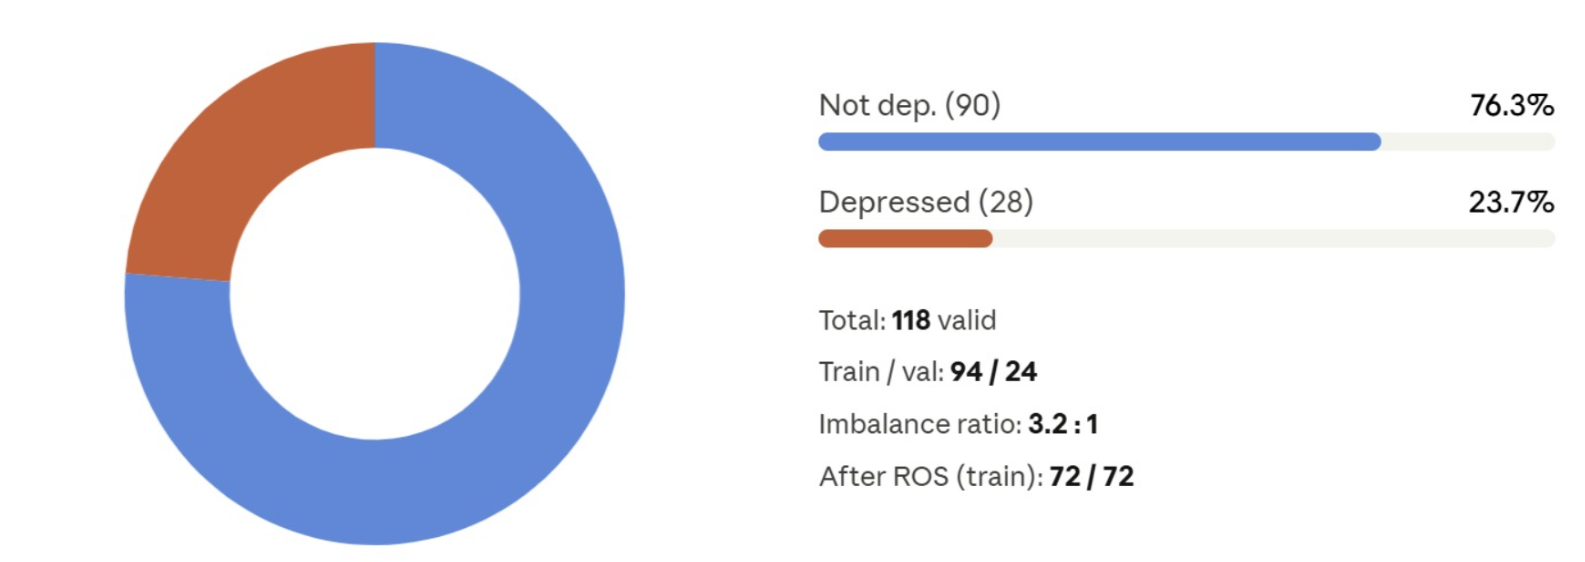 Not dep. (90) 76.3%
Depressed (28) 23.7%
Total: 118 valid
Train / val: 94 / 24
Imbalance ratio: 3.2 : 1
After ROS (train): 72 / 72